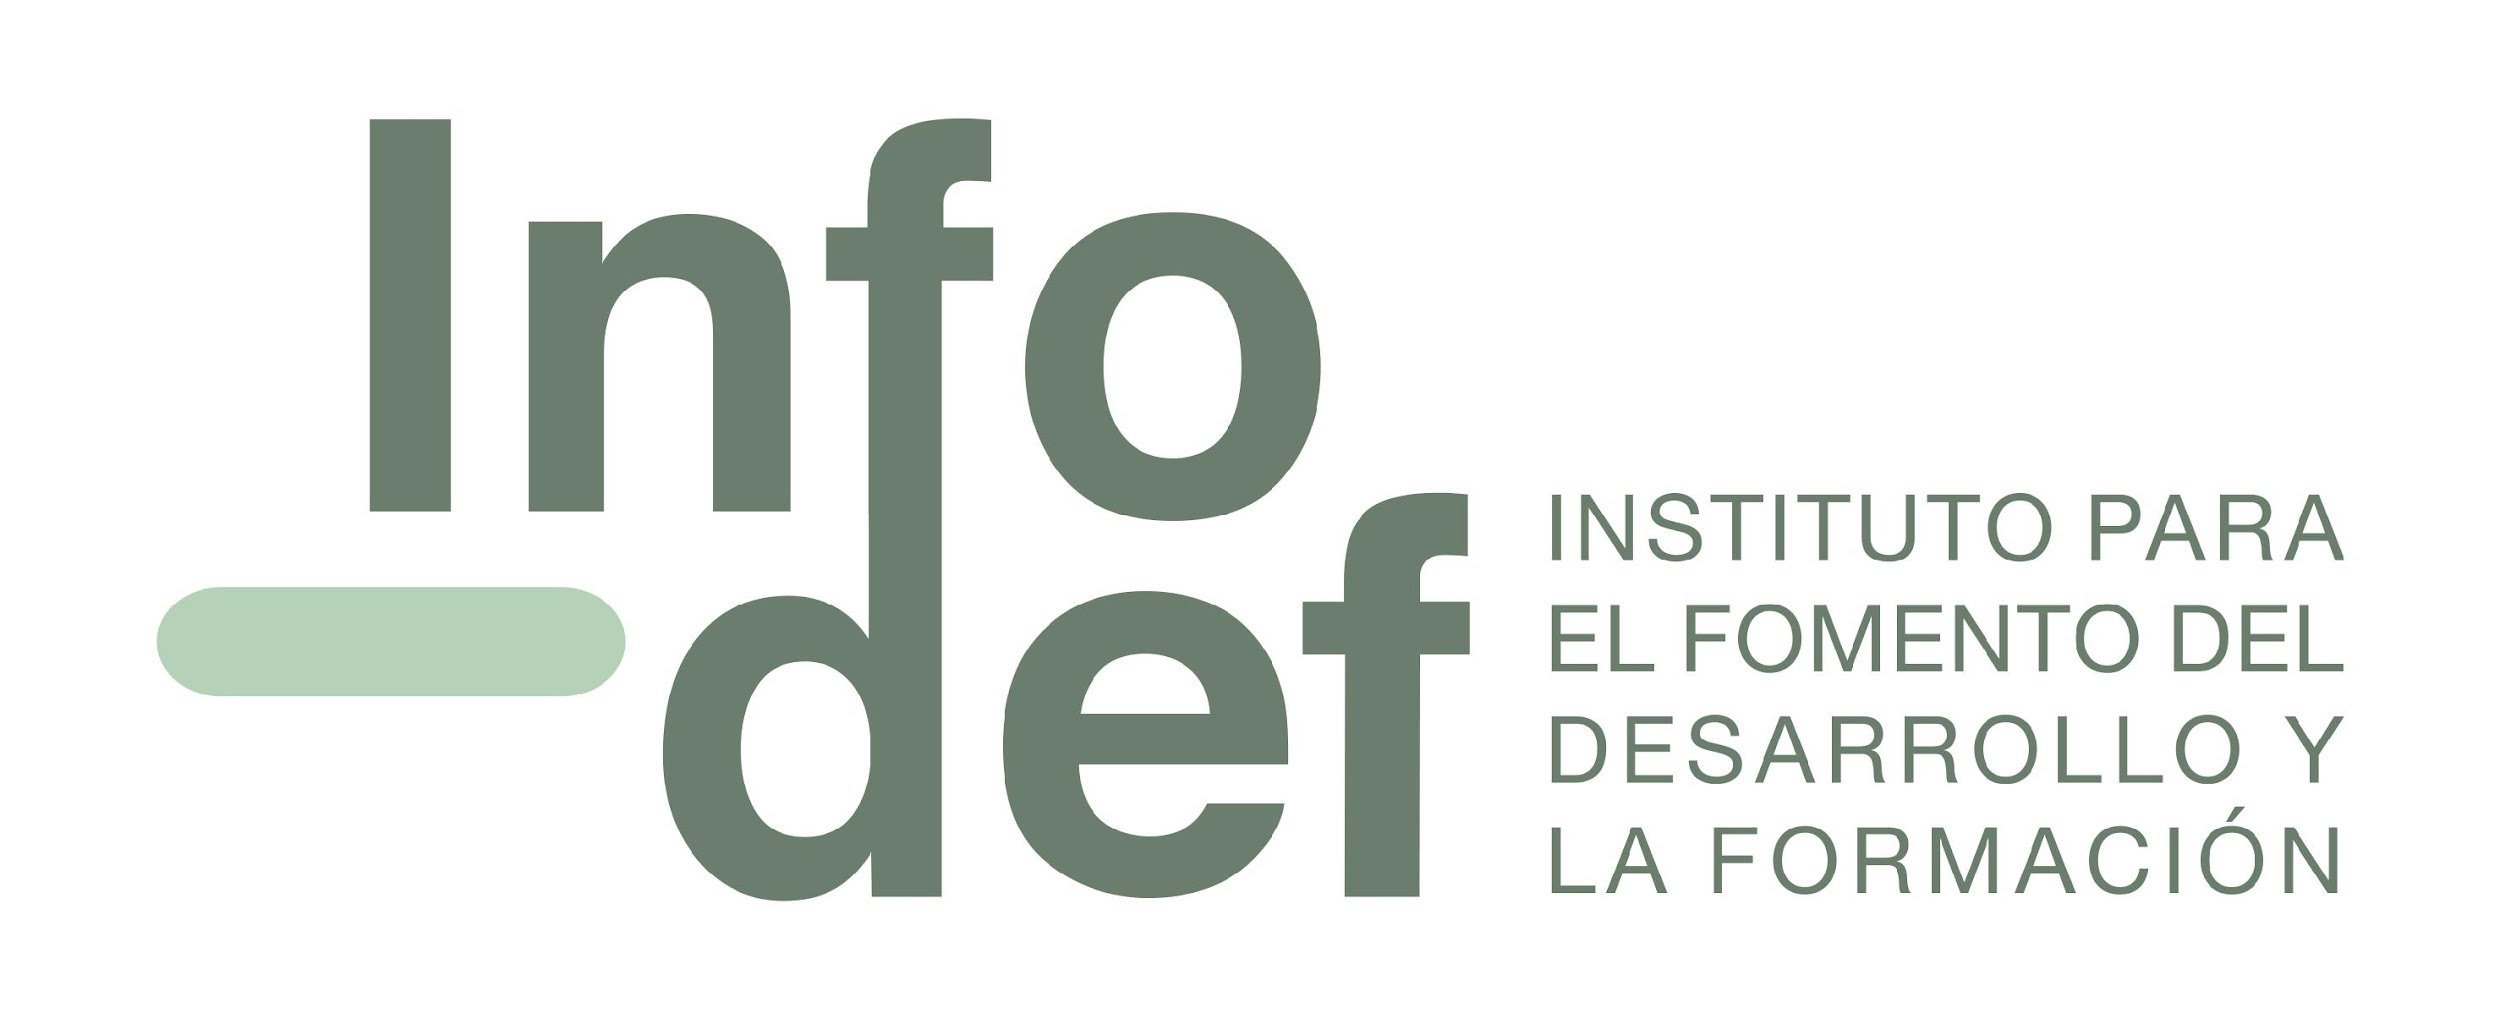 Info
def
INSTITUTO PARA
EL FOMENTO DEL
DESARROLLO Y
LA FORMACIÓN